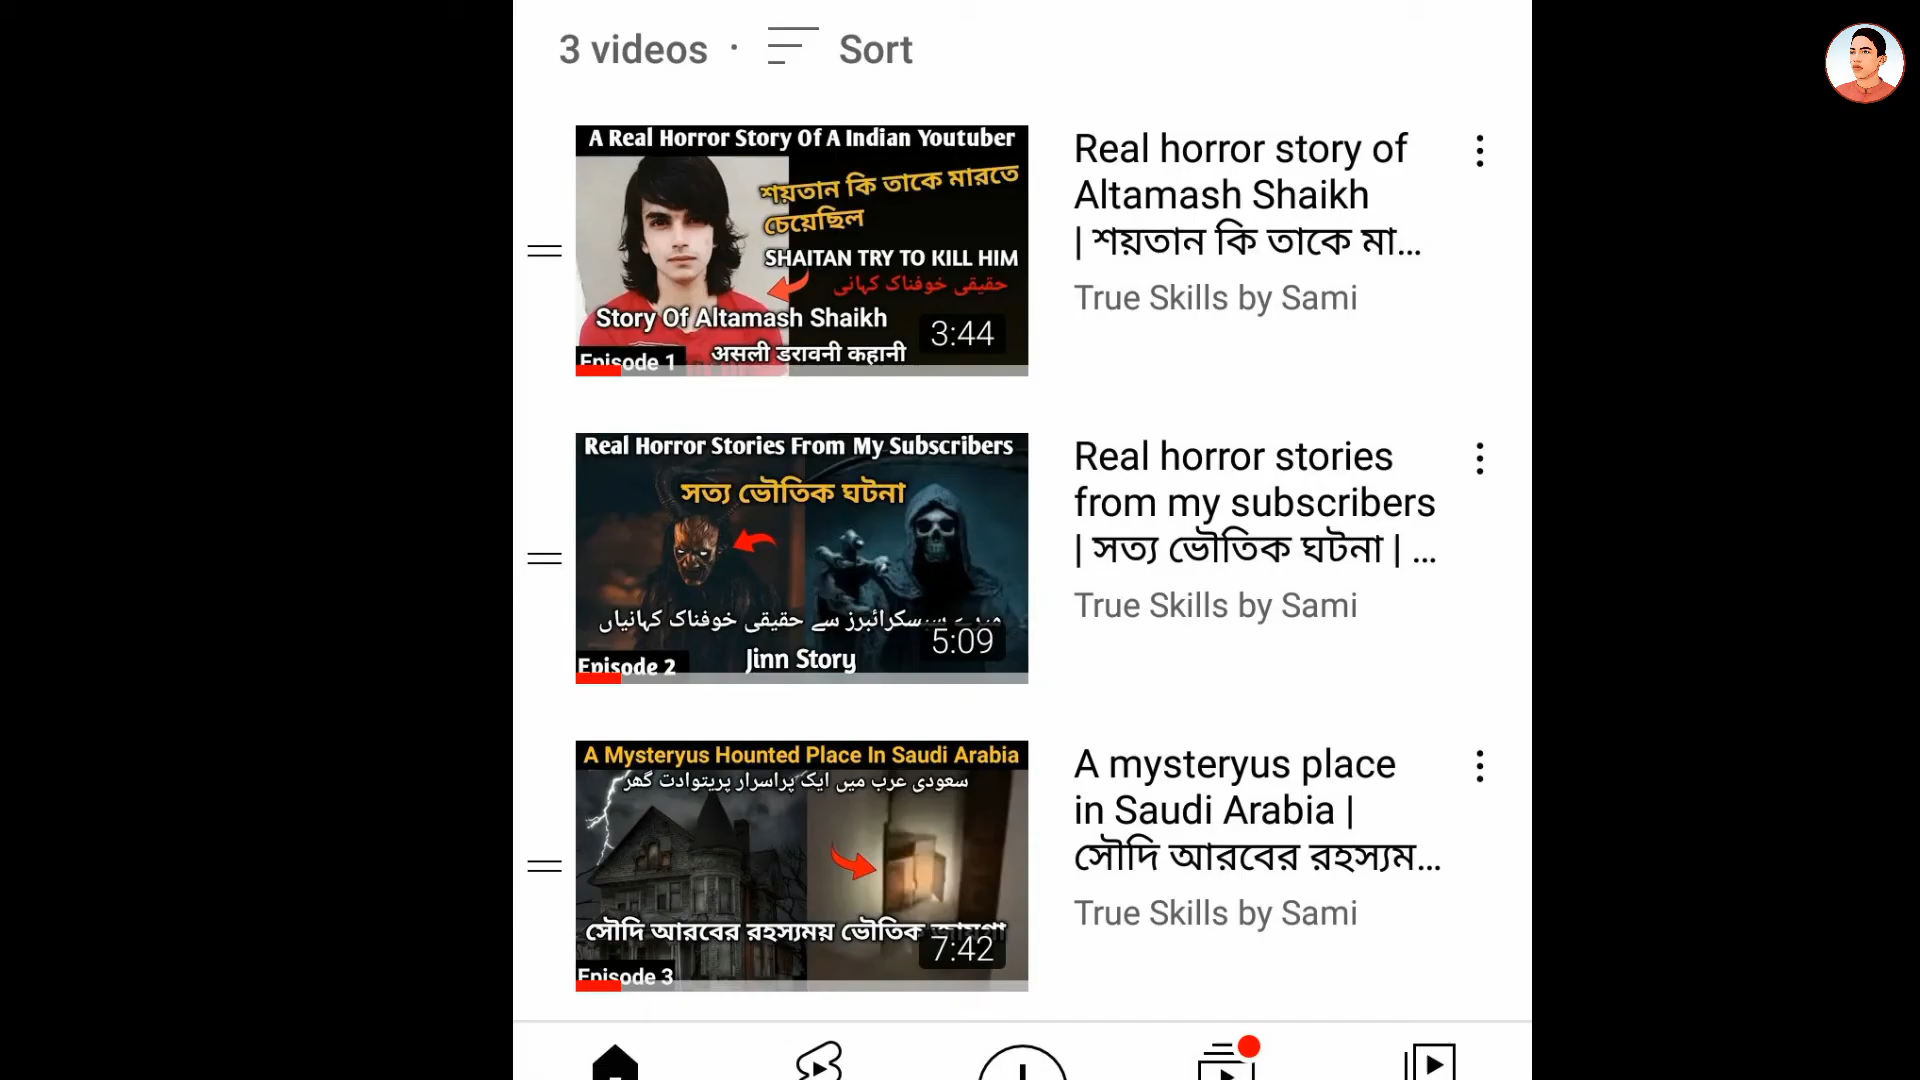 3 videos · Sort
A Real Horror Story Of A Indian Youtuber
শয়তান কি তাকে মারতে
চেয়েছিল
SHAITAN TRY TO KILL HIM
حقیقی خوفناک کہانی
Story Of Altamash Shaikh
3:44
असली डरावनी कहानी
Episode 1
Real horror story of
Altamash Shaikh
| শয়তান কি তাকে মা...
True Skills by Sami
Real Horror Stories From My Subscribers
সত্য ভৌতিক ঘটনা
میرے سبسکرائبرز سے حقیقی خوفناک کہانیاں
5:09
Jinn Story
Episode 2
Real horror stories
from my subscribers
| সত্য ভৌতিক ঘটনা | ...
True Skills by Sami
A Mysteryus Hounted Place In Saudi Arabia
سعودی عرب میں ایک پراسرار پریتوادت گھر
সৌদি আরবের রহস্যময় ভৌতিক
7:42
Episode 3
A mysteryus place
in Saudi Arabia |
সৌদি আরবের রহস্যম...
True Skills by Sami